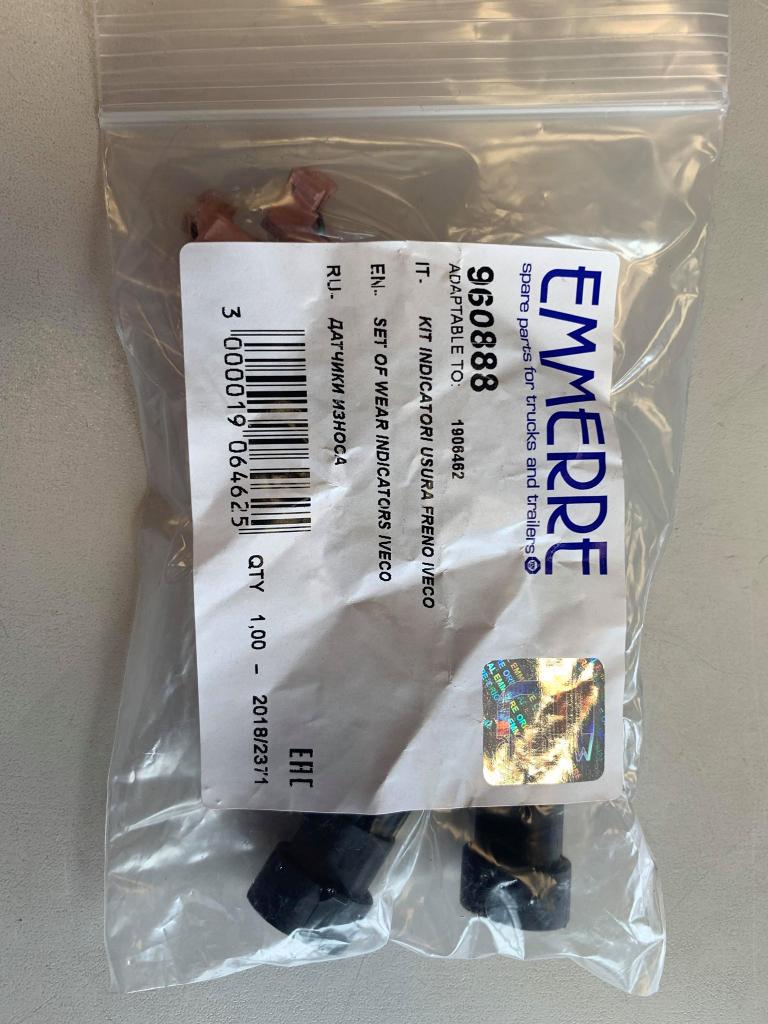 EMMERRE
spare parts for trucks and trailers
960888
ADAPTABLE TO: 1906462
IT- KIT INDICATORI USURA FRENO IVECO
EN- SET OF WEAR INDICATORS IVECO
RU- ДАТЧИКИ ИЗНОСА
3 000019 064625
QTY 1,00 - 2018/2371
EAC